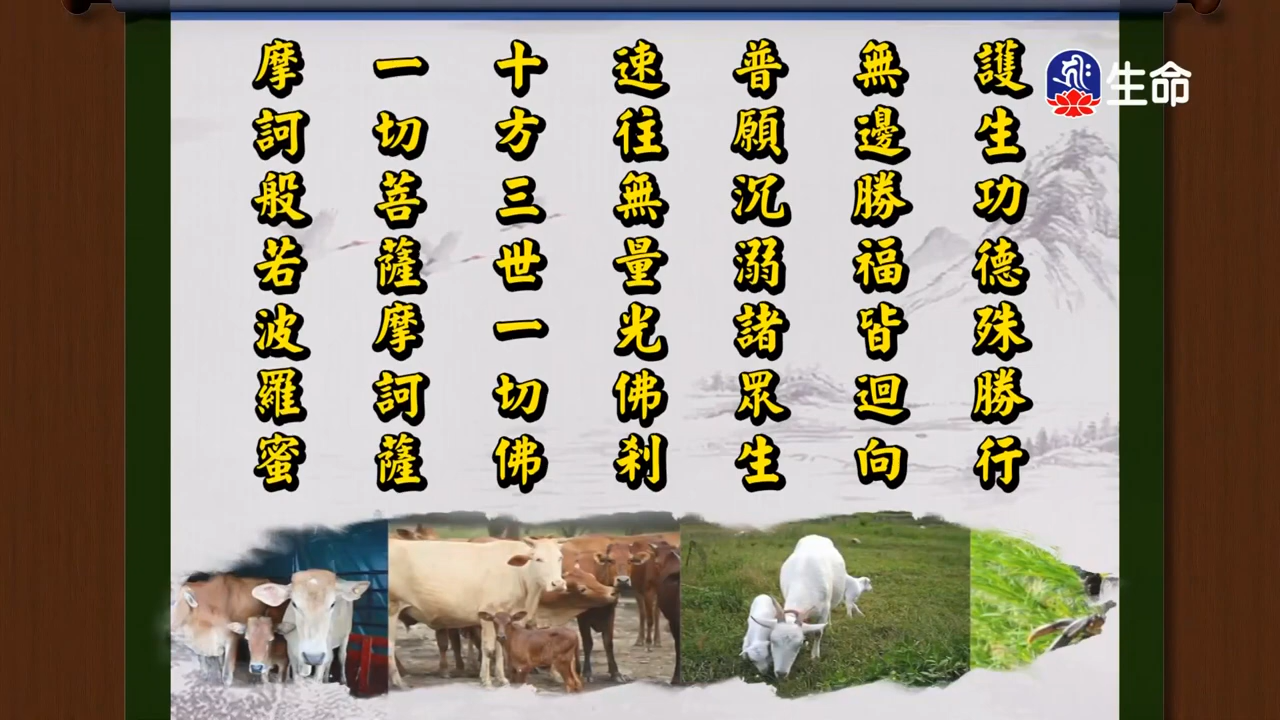 護生功德殊勝行
無邊勝福皆迴向
普願沉溺諸眾生
速往無量光佛剎
十方三世一切佛
一切菩薩摩訶薩
摩訶般若波羅蜜
生命